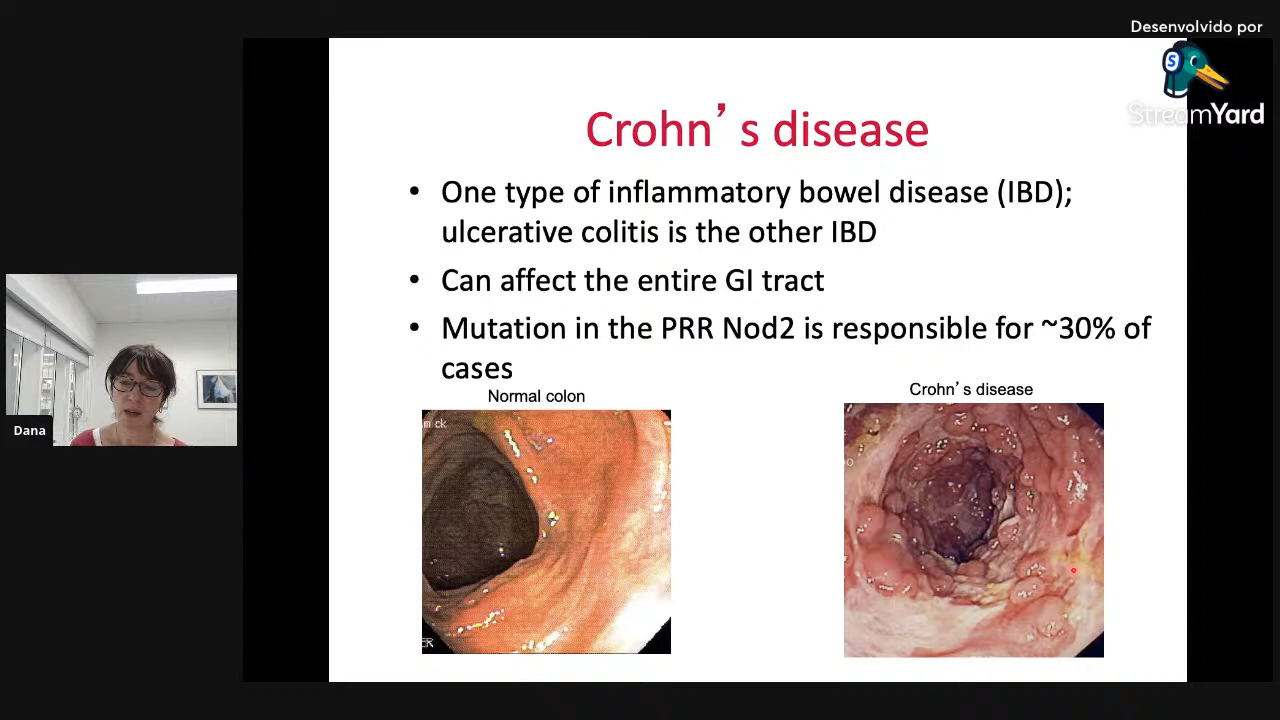 Desenvolvido por
StreamYard
Crohn’s disease
• One type of inflammatory bowel disease (IBD);
ulcerative colitis is the other IBD
• Can affect the entire GI tract
• Mutation in the PRR Nod2 is responsible for ~30% of
cases
Normal colon
Crohn’s disease
Dana